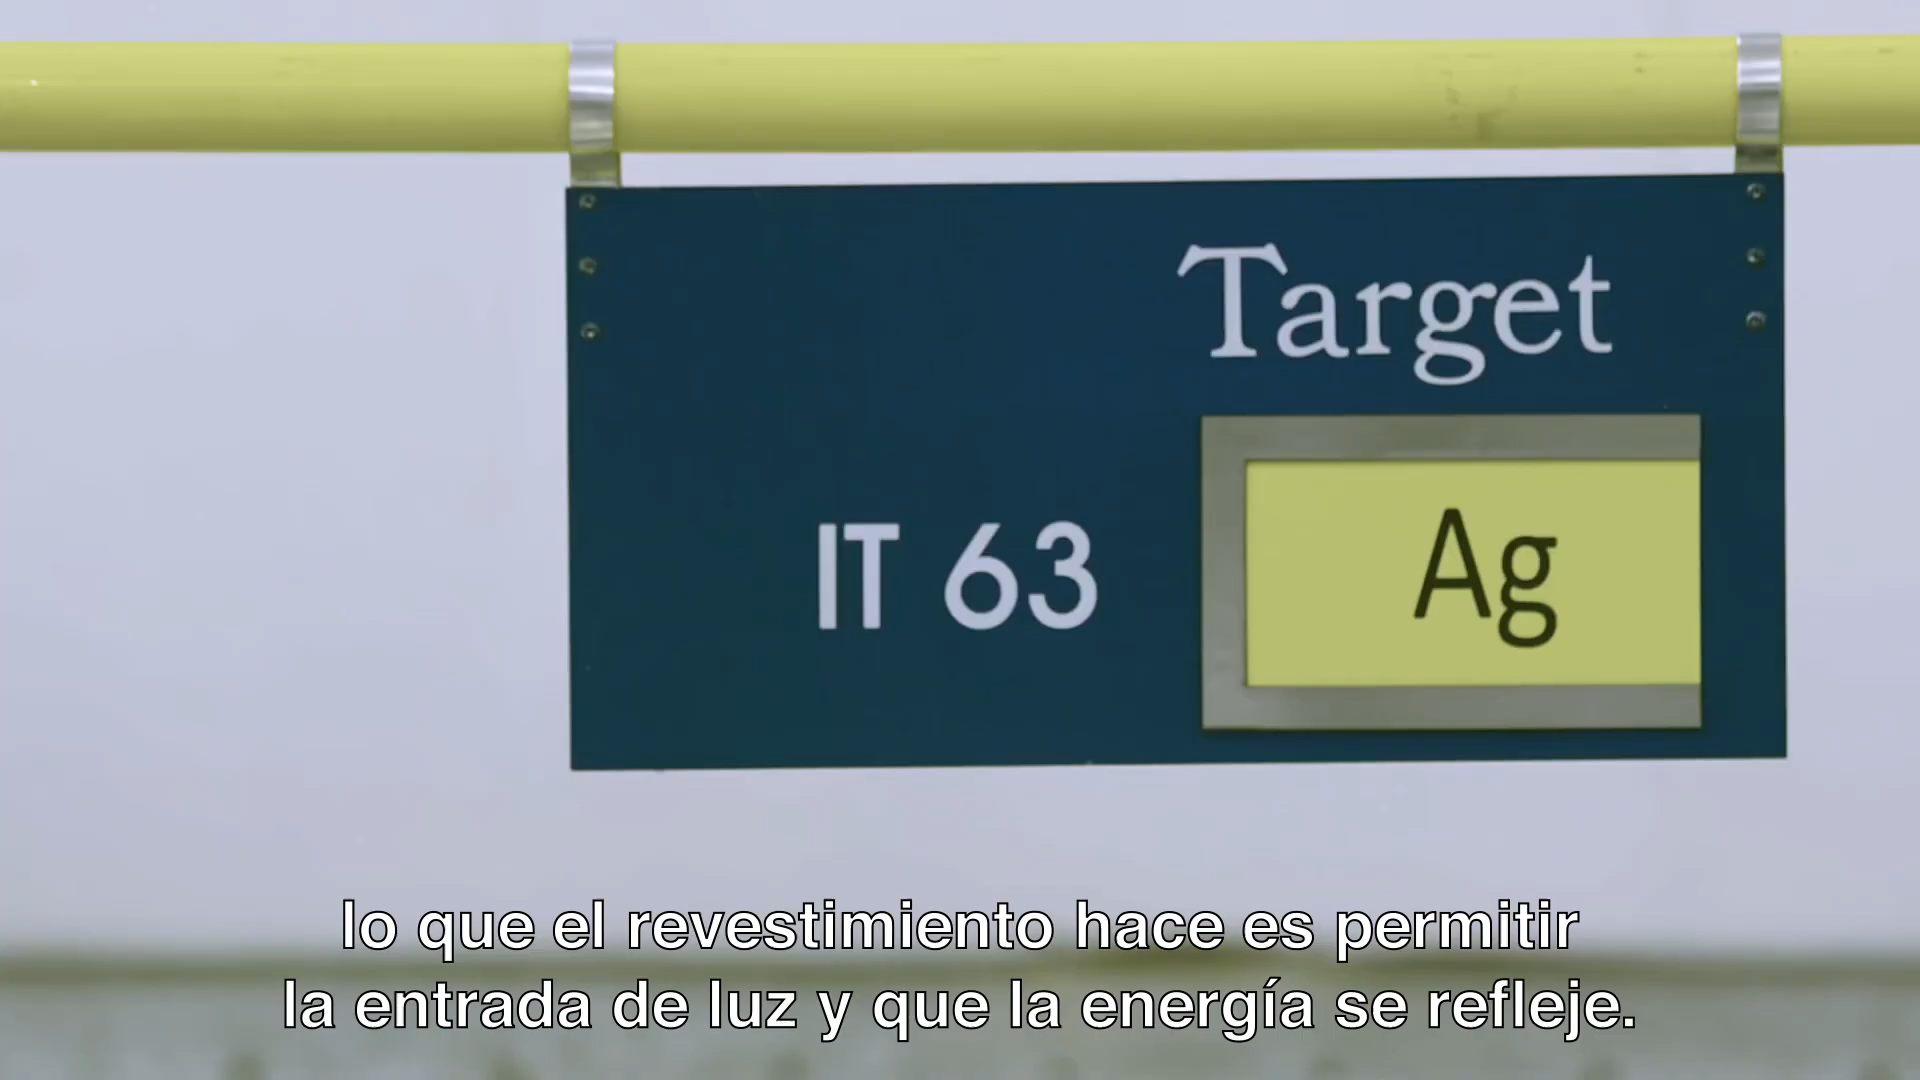 Target
IT 63
Ag
lo que el revestimiento hace es permitir
la entrada de luz y que la energía se refleje.